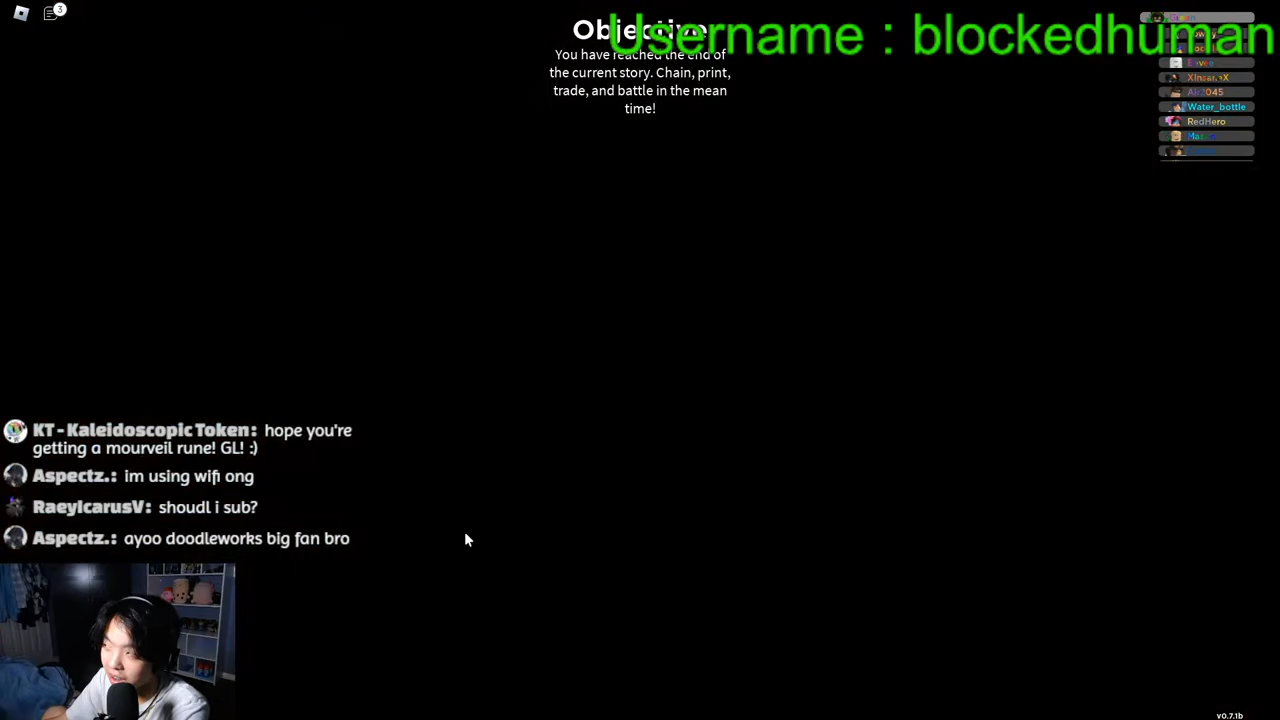 3
Objective
Username : blockedhuman
You have reached the end of
the current story. Chain, print,
trade, and battle in the mean
time!
XInsaneX
Air2045
Water_bottle
RedHero
KT - Kaleidoscopic Token : hope you're
getting a mourveil rune! GL! :)
Aspectz. : im using wifi ong
RaeyIcarusV : shoudl i sub?
Aspectz. : ayoo doodleworks big fan bro
v0.7.1b